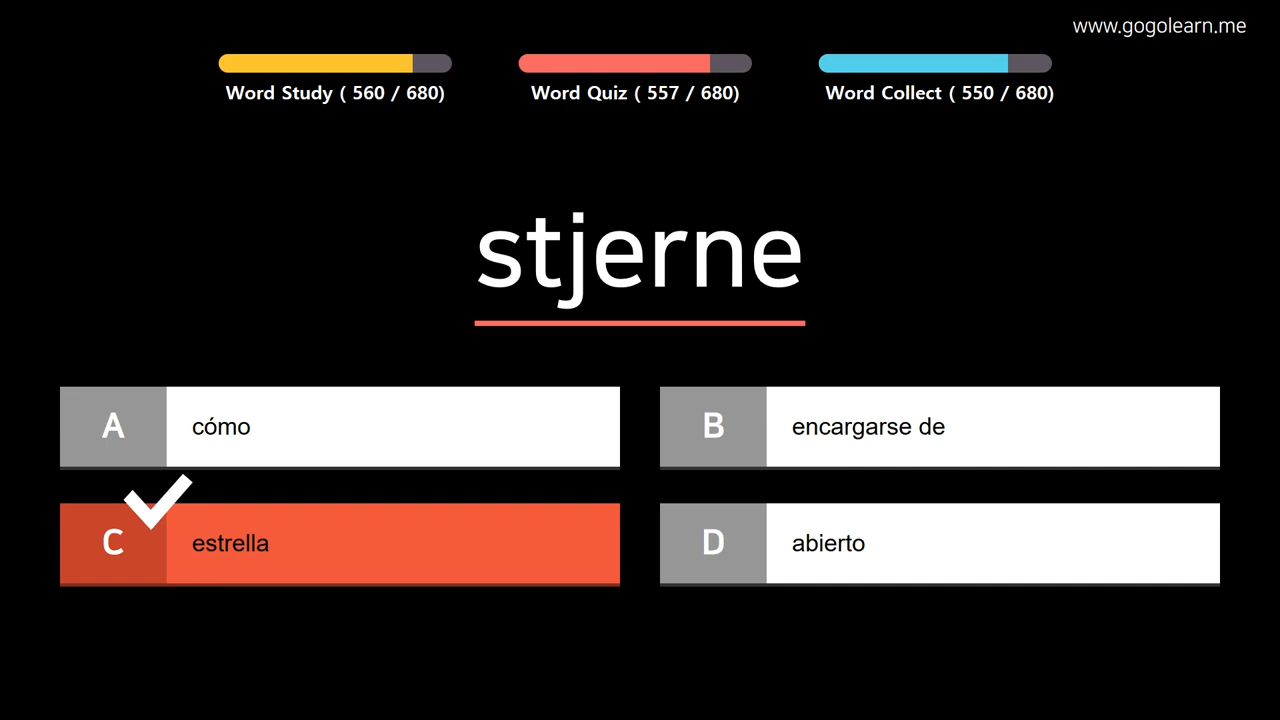 www.gogolearn.me
Word Study ( 560 / 680)
Word Quiz ( 557 / 680)
Word Collect ( 550 / 680)
stjerne
A cómo
B encargarse de
C estrella
D abierto